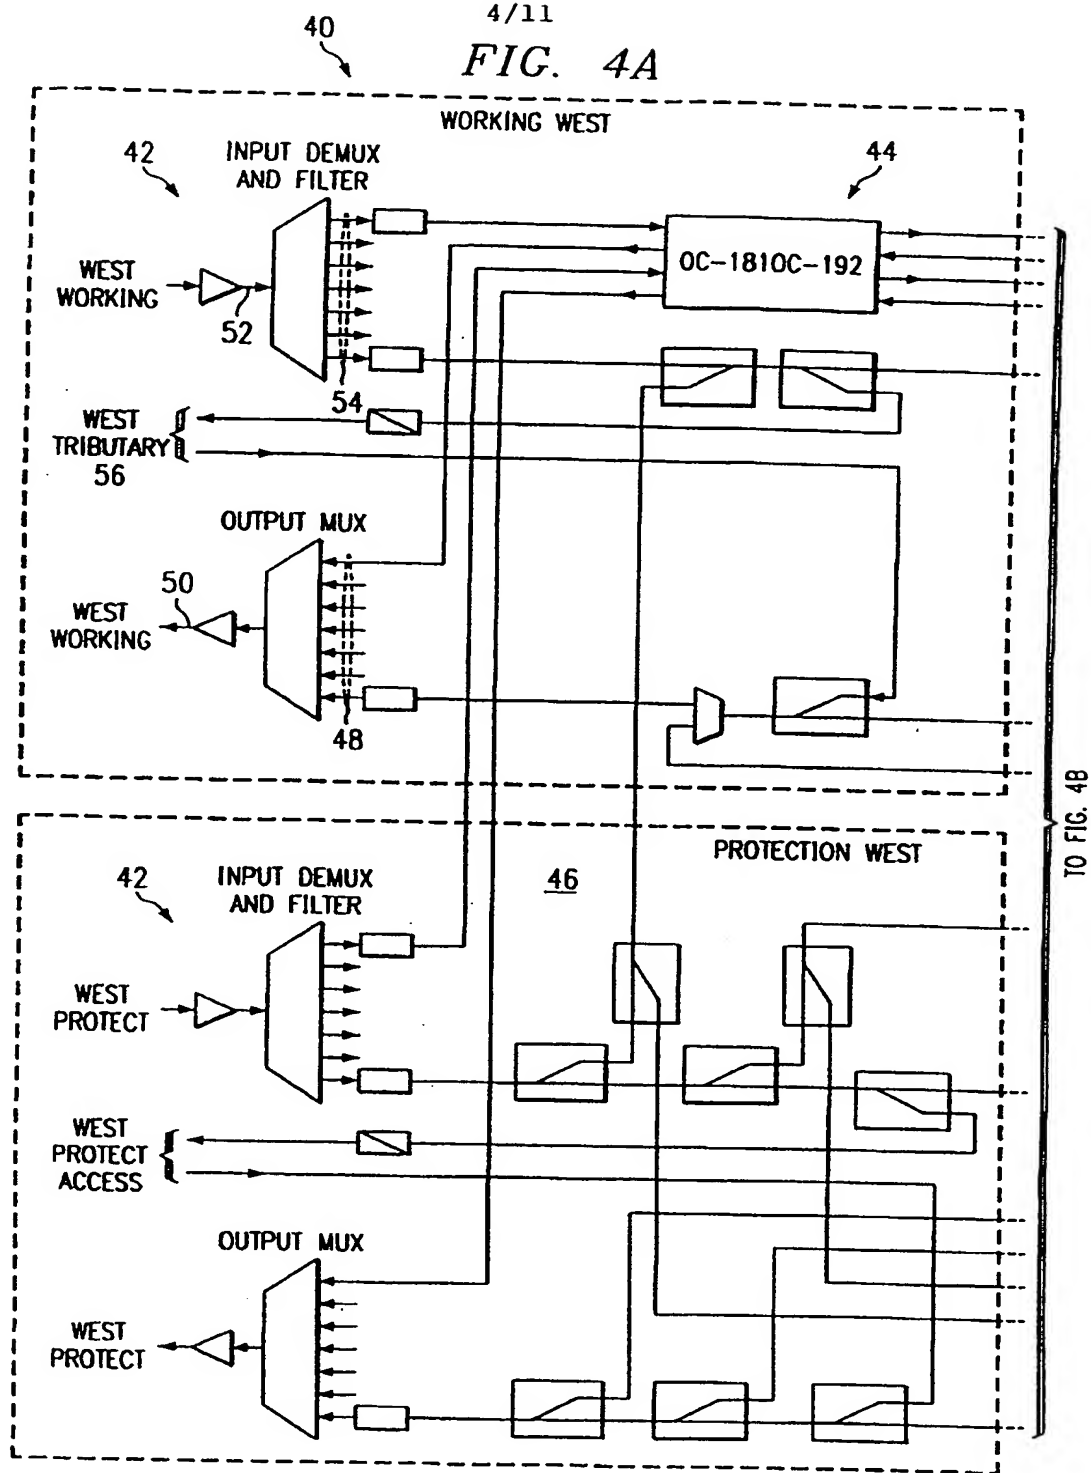 4/11
40
FIG. 4A
WORKING WEST
42
INPUT DEMUX
AND FILTER
44
WEST
WORKING
52
OC-181OC-192
54
WEST
TRIBUTARY
56
OUTPUT MUX
50
WEST
WORKING
48
TO FIG. 4B
PROTECTION WEST
42
INPUT DEMUX
AND FILTER
46
WEST
PROTECT
WEST
PROTECT
ACCESS
OUTPUT MUX
WEST
PROTECT